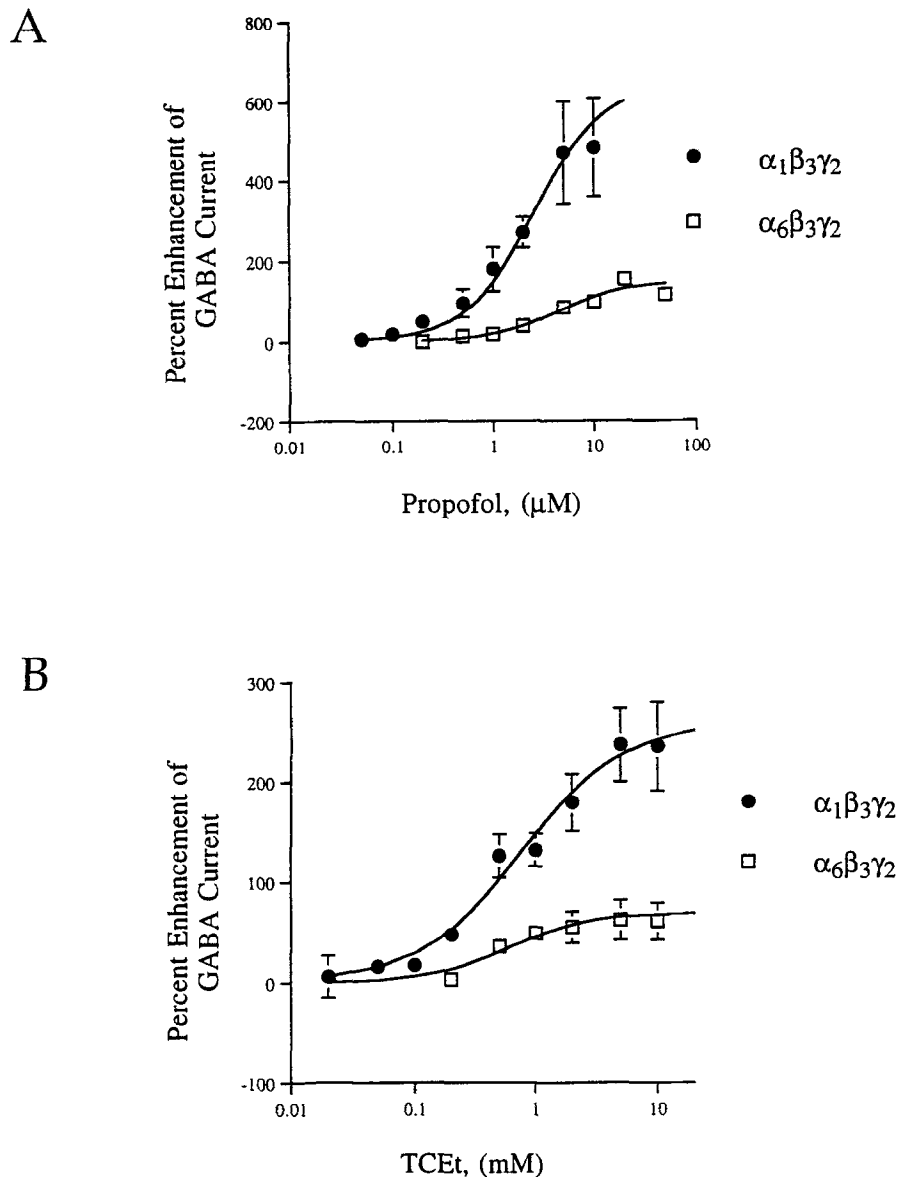 A
Percent Enhancement of
GABA Current
800
600
400
200
0
-200
0.01
0.1
1
10
100
Propofol, (μM)
α1β3γ2
α6β3γ2
B
Percent Enhancement of
GABA Current
300
200
100
0
-100
0.01
0.1
1
10
TCEt, (mM)
α1β3γ2
α6β3γ2